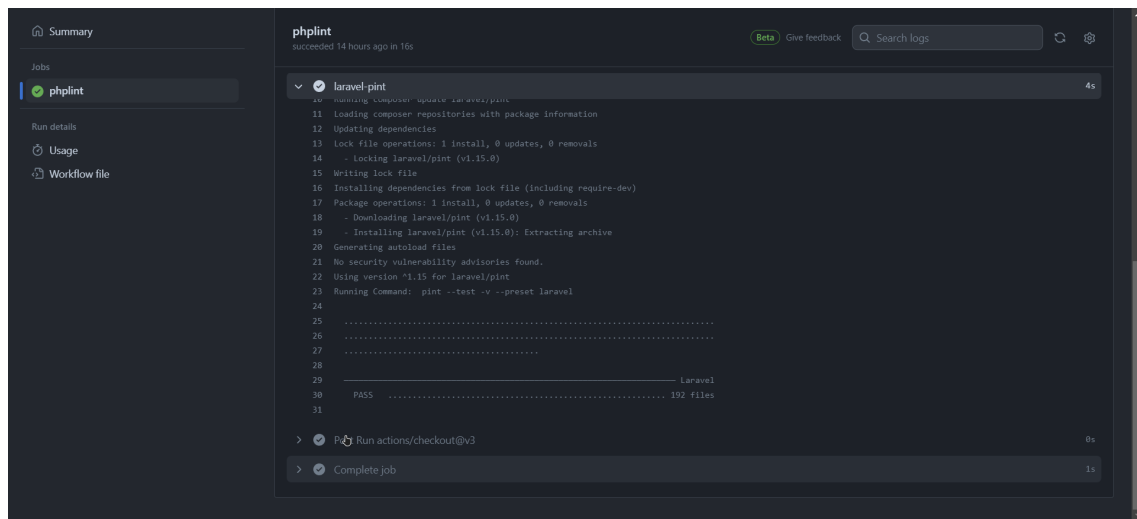 Summary
Jobs
phplint
Run details
Usage
Workflow file
phplint
succeeded 14 hours ago in 16s
Beta Give feedback
Search logs
laravel-pint 4s
10 Running composer update laravel/pint
11 Loading composer repositories with package information
12 Updating dependencies
13 Lock file operations: 1 install, 0 updates, 0 removals
14 - Locking laravel/pint (v1.15.0)
15 Writing lock file
16 Installing dependencies from lock file (including require-dev)
17 Package operations: 1 install, 0 updates, 0 removals
18 - Downloading laravel/pint (v1.15.0)
19 - Installing laravel/pint (v1.15.0): Extracting archive
20 Generating autoload files
21 No security vulnerability advisories found.
22 Using version ^1.15 for laravel/pint
23 Running Command: pint --test -v --preset laravel
24
25 ............................................................................
26 ............................................................................
27 ........................................
28
29 ──────────────────────────────────────────────────────────────────── Laravel
30 PASS ......................................................... 192 files
31
Post Run actions/checkout@v3 0s
Complete job 1s